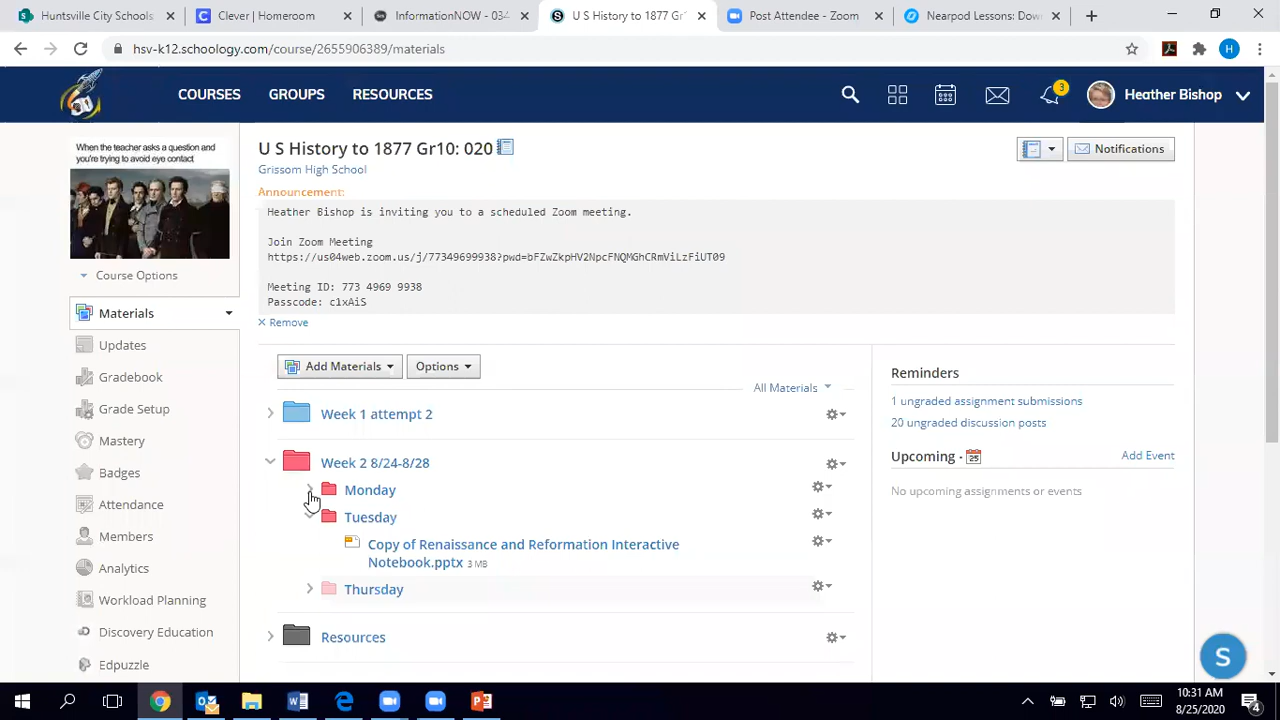 Huntsville City Schools
Clever | Homeroom
InformationNOW - 034
U S History to 1877 Gr1
Post Attendee - Zoom
Nearpod Lessons: Dow
hsv-k12.schoology.com/course/2655906389/materials
H
COURSES
GROUPS
RESOURCES
3
Heather Bishop
When the teacher asks a question and
you're trying to avoid eye contact
U S History to 1877 Gr10: 020
Notifications
Grissom High School
Announcement:
Heather Bishop is inviting you to a scheduled Zoom meeting.
Join Zoom Meeting
https://us04web.zoom.us/j/77349699938?pwd=bFZwZkpHV2NpcFNQMGhCRmViLzFiUT09
Meeting ID: 773 4969 9938
Passcode: c1xAiS
Remove
Course Options
Materials
Updates
Gradebook
Grade Setup
Mastery
Badges
Attendance
Members
Analytics
Workload Planning
Discovery Education
Edpuzzle
Add Materials
Options
All Materials
Week 1 attempt 2
Week 2 8/24-8/28
Monday
Tuesday
Copy of Renaissance and Reformation Interactive
Notebook.pptx 3 MB
Thursday
Resources
Reminders
1 ungraded assignment submissions
20 ungraded discussion posts
Upcoming · 25
Add Event
No upcoming assignments or events
S
10:31 AM
8/25/2020
4